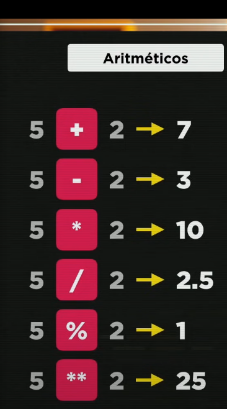 Aritméticos
5 + 2 → 7
5 - 2 → 3
5 * 2 → 10
5 / 2 → 2.5
5 % 2 → 1
5 ** 2 → 25